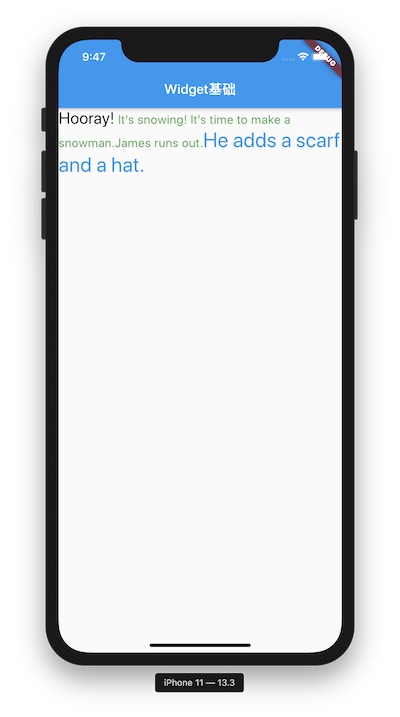 9:47
DEBUG
Widget基础
Hooray! It's snowing! It's time to make a
snowman.James runs out.He adds a scarf
and a hat.
iPhone 11 — 13.3